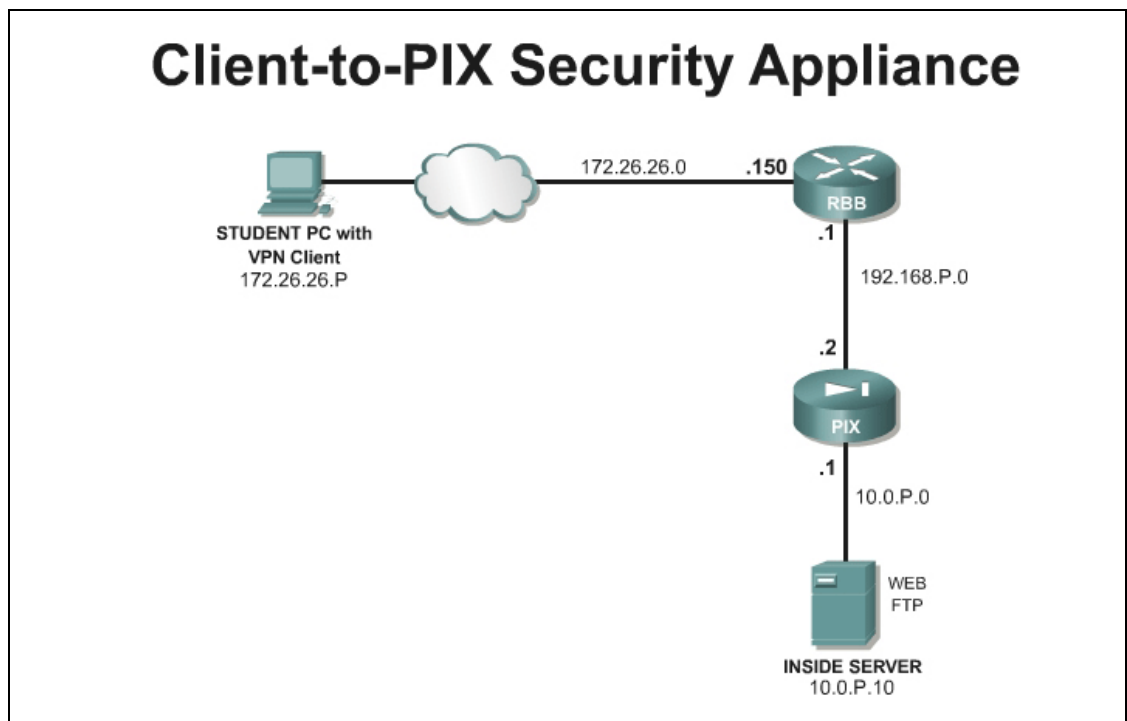 Client-to-PIX Security Appliance
172.26.26.0
.150
RBB
STUDENT PC with
VPN Client
172.26.26.P
.1
192.168.P.0
.2
PIX
.1
10.0.P.0
WEB
FTP
INSIDE SERVER
10.0.P.10